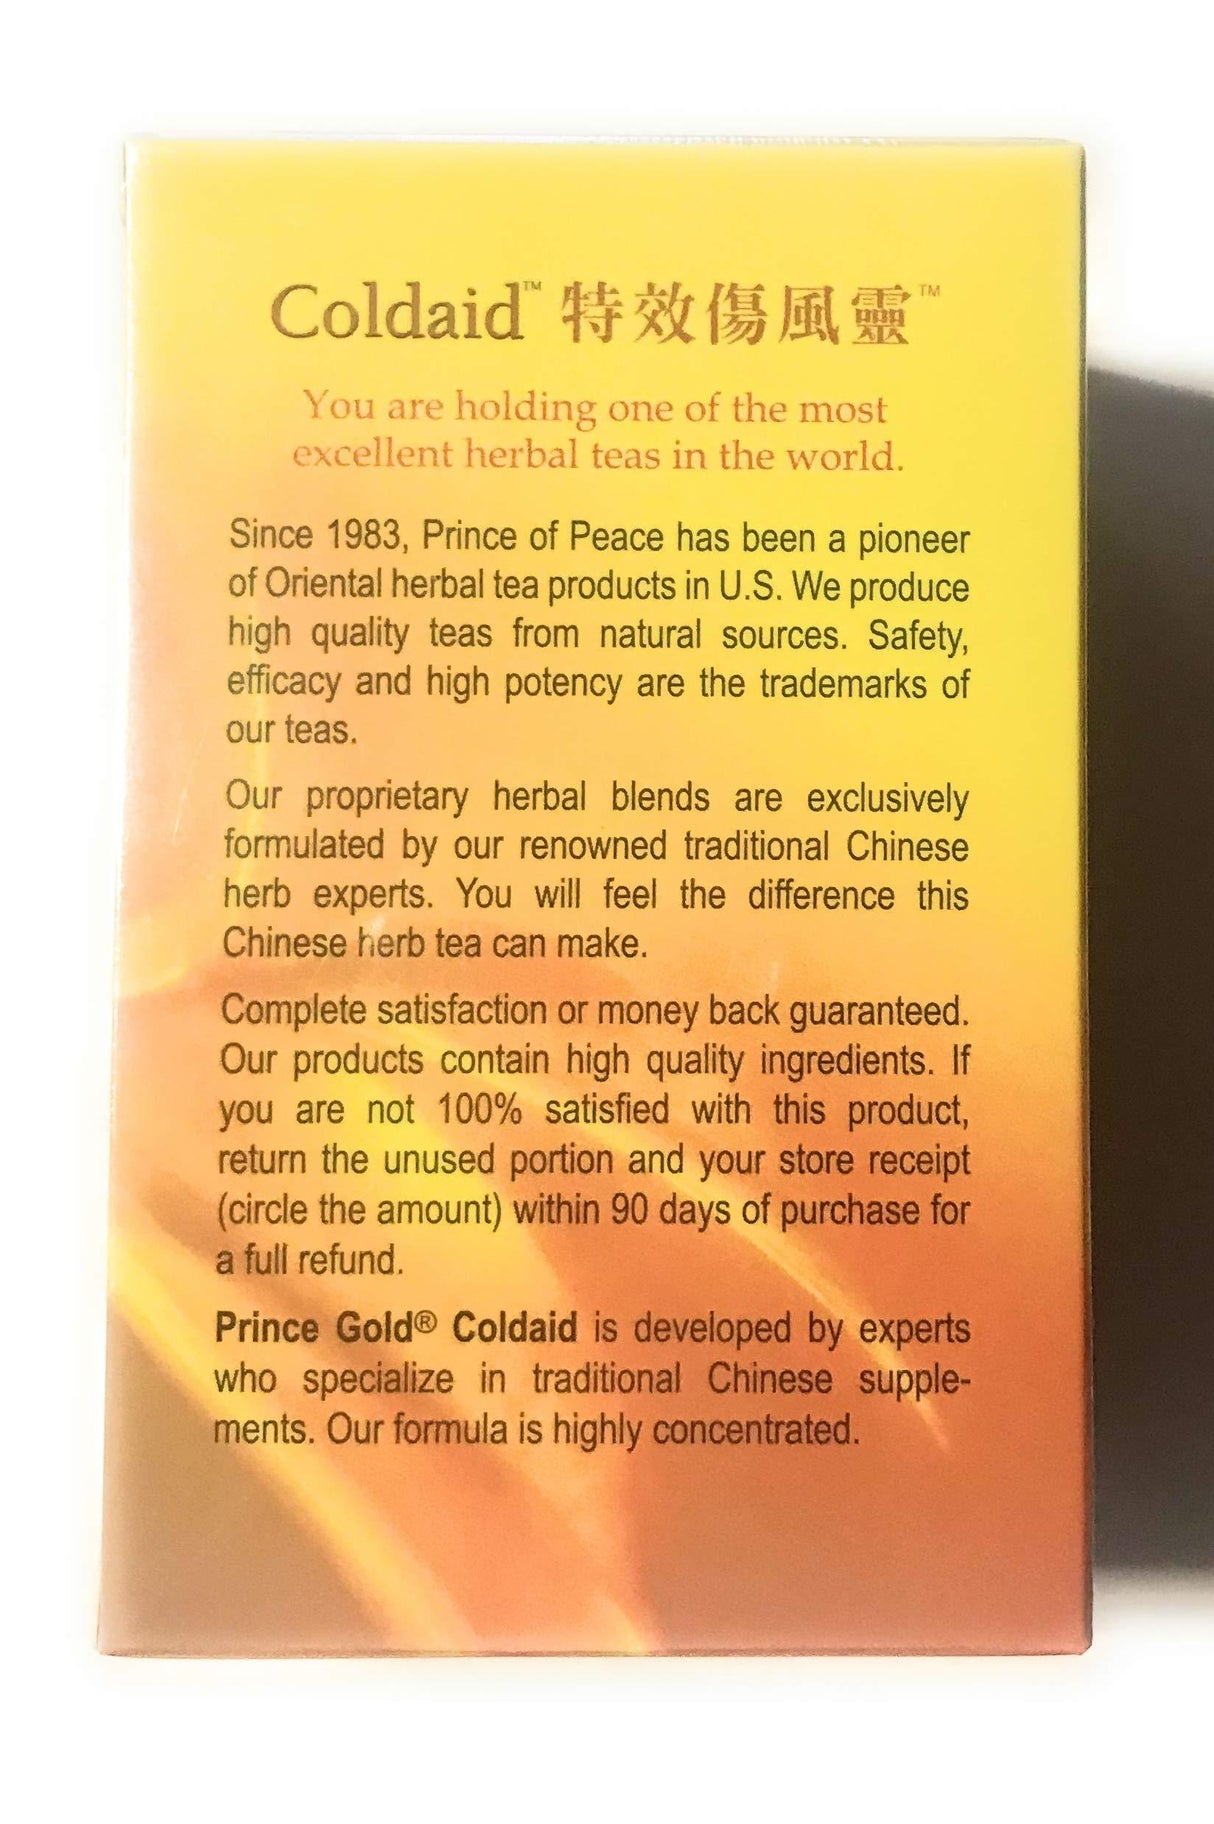 Coldaid™ 特效傷風靈™
You are holding one of the most
excellent herbal teas in the world.
Since 1983, Prince of Peace has been a pioneer
of Oriental herbal tea products in U.S. We produce
high quality teas from natural sources. Safety,
efficacy and high potency are the trademarks of
our teas.
Our proprietary herbal blends are exclusively
formulated by our renowned traditional Chinese
herb experts. You will feel the difference this
Chinese herb tea can make.
Complete satisfaction or money back guaranteed.
Our products contain high quality ingredients. If
you are not 100% satisfied with this product,
return the unused portion and your store receipt
(circle the amount) within 90 days of purchase for
a full refund.
Prince Gold® Coldaid is developed by experts
who specialize in traditional Chinese supple-
ments. Our formula is highly concentrated.